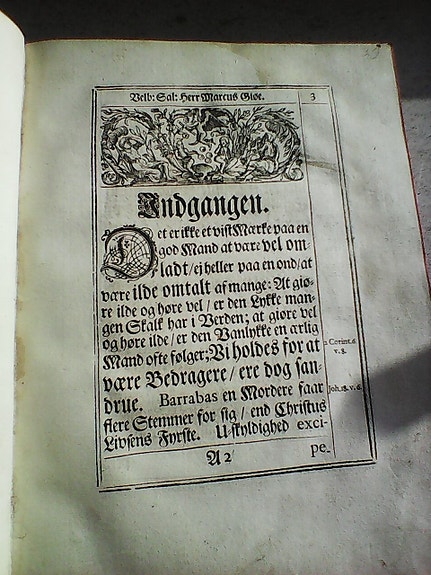 Velb: Sal: Herr Marcus Giøe. 3
Indgangen.
Det er ikke et vist Mærke paa en
god Mand at være vel om-
ladt/ ej heller paa en ond/ at
være ilde omtalt af mange: At giø-
re ilde og høre vel/ er den Lykke man-
gen Skalk har i Verden; at giøre vel
og høre ilde/ er den Vanlykke en ærlig
Mand ofte følger; Vi holdes for at
være Bedragere/ ere dog san-
drue. Barrabas en Mordere faar
flere Stemmer for sig/ end Christus
Livsens Fyrste. Uskyldighed exci-
2 Corint. 6.
v. 8.
Joh. 18. v.
A 2
pe-